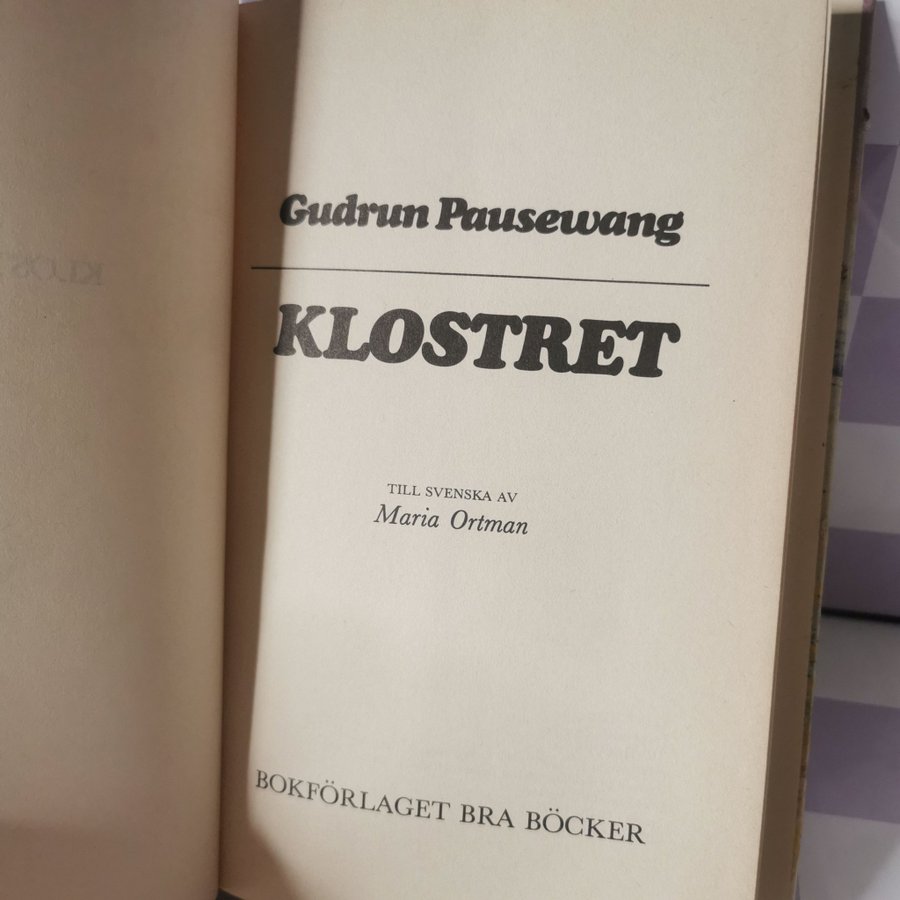 Gudrun Pausewang
KLOSTRET
TILL SVENSKA AV
Maria Ortman
BOKFÖRLAGET BRA BÖCKER